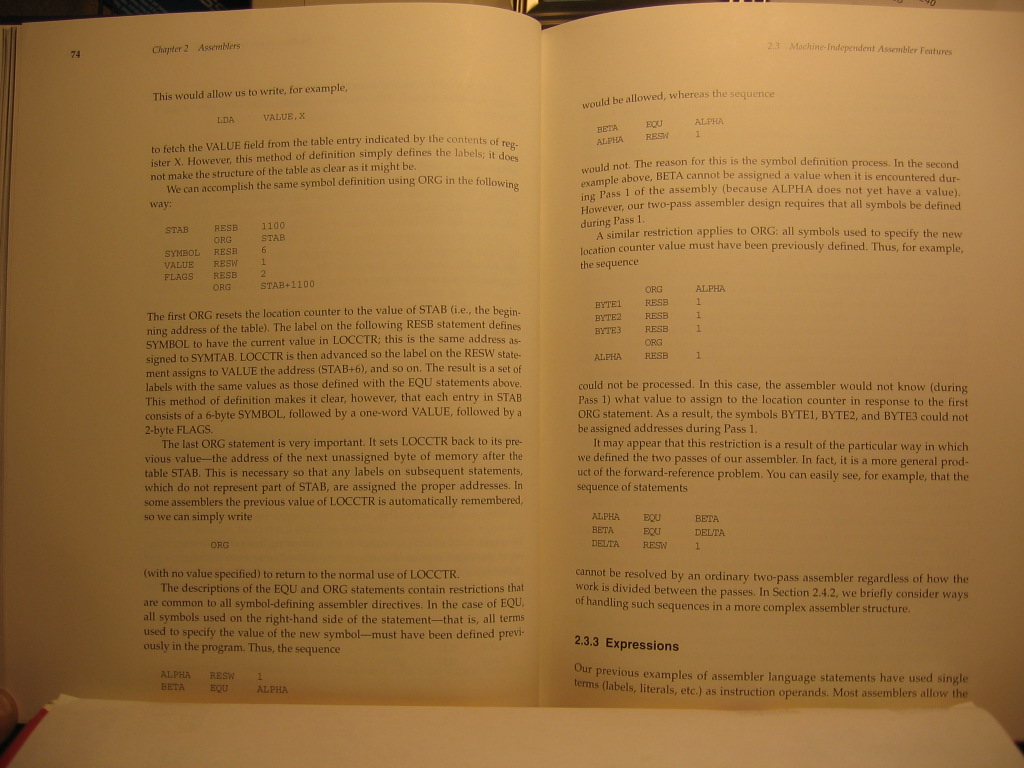 74
Chapter 2 Assemblers
This would allow us to write, for example,
LDA VALUE,X
to fetch the VALUE field from the table entry indicated by the contents of reg-
ister X. However, this method of definition simply defines the labels; it does
not make the structure of the table as clear as it might be.
We can accomplish the same symbol definition using ORG in the following
way:
STAB RESB 1100
ORG STAB
SYMBOL RESB 6
VALUE RESW 1
FLAGS RESB 2
ORG STAB+1100
The first ORG resets the location counter to the value of STAB (i.e., the begin-
ning address of the table). The label on the following RESB statement defines
SYMBOL to have the current value in LOCCTR; this is the same address as-
signed to SYMTAB. LOCCTR is then advanced so the label on the RESW state-
ment assigns to VALUE the address (STAB+6), and so on. The result is a set of
labels with the same values as those defined with the EQU statements above.
This method of definition makes it clear, however, that each entry in STAB
consists of a 6-byte SYMBOL, followed by a one-word VALUE, followed by a
2-byte FLAGS.
The last ORG statement is very important. It sets LOCCTR back to its pre-
vious value—the address of the next unassigned byte of memory after the
table STAB. This is necessary so that any labels on subsequent statements,
which do not represent part of STAB, are assigned the proper addresses. In
some assemblers the previous value of LOCCTR is automatically remembered,
so we can simply write
ORG
(with no value specified) to return to the normal use of LOCCTR.
The descriptions of the EQU and ORG statements contain restrictions that
are common to all symbol-defining assembler directives. In the case of EQU,
all symbols used on the right-hand side of the statement—that is, all terms
used to specify the value of the new symbol—must have been defined previ-
ously in the program. Thus, the sequence
ALPHA RESW 1
BETA EQU ALPHA
2.3 Machine-Independent Assembler Features
would be allowed, whereas the sequence
BETA EQU ALPHA
ALPHA RESW 1
would not. The reason for this is the symbol definition process. In the second
example above, BETA cannot be assigned a value when it is encountered dur-
ing Pass 1 of the assembly (because ALPHA does not yet have a value).
However, our two-pass assembler design requires that all symbols be defined
during Pass 1.
A similar restriction applies to ORG: all symbols used to specify the new
location counter value must have been previously defined. Thus, for example,
the sequence
ORG ALPHA
BYTE1 RESB 1
BYTE2 RESB 1
BYTE3 RESB 1
ORG
ALPHA RESB 1
could not be processed. In this case, the assembler would not know (during
Pass 1) what value to assign to the location counter in response to the first
ORG statement. As a result, the symbols BYTE1, BYTE2, and BYTE3 could not
be assigned addresses during Pass 1.
It may appear that this restriction is a result of the particular way in which
we defined the two passes of our assembler. In fact, it is a more general prod-
uct of the forward-reference problem. You can easily see, for example, that the
sequence of statements
ALPHA EQU BETA
BETA EQU DELTA
DELTA RESW 1
cannot be resolved by an ordinary two-pass assembler regardless of how the
work is divided between the passes. In Section 2.4.2, we briefly consider ways
of handling such sequences in a more complex assembler structure.
2.3.3 Expressions
Our previous examples of assembler language statements have used single
terms (labels, literals, etc.) as instruction operands. Most assemblers allow the